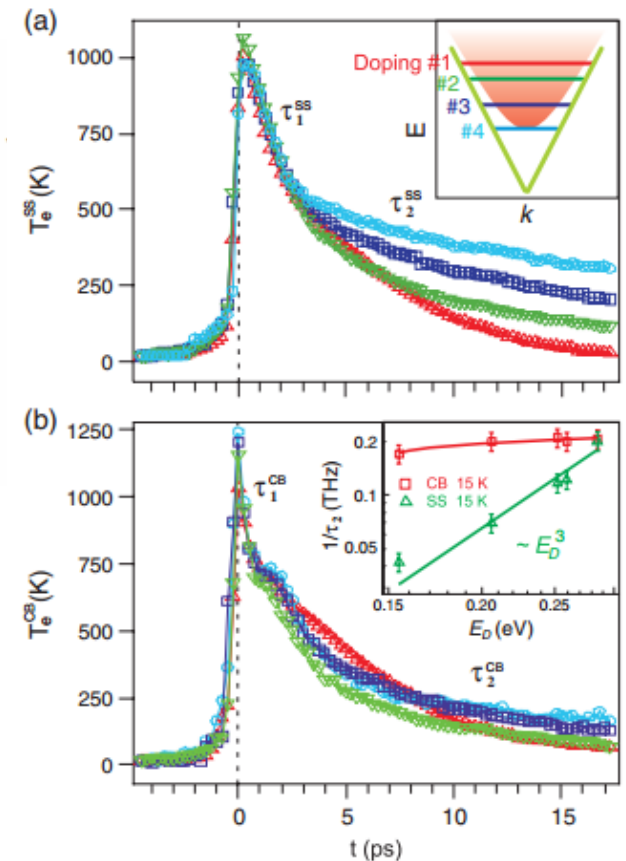 (a)
1000
750
500
250
0
T_e^SS(K)
τ_1^SS
τ_2^SS
Doping #1
#2
#3
#4
E
k
(b)
1250
1000
750
500
250
0
T_e^CB(K)
τ_1^CB
τ_2^CB
0.2
0.1
0.05
1/τ_2 (THz)
CB 15 K
SS 15 K
~ E_D^3
0.15
0.20
0.25
E_D (eV)
0
5
10
15
t (ps)